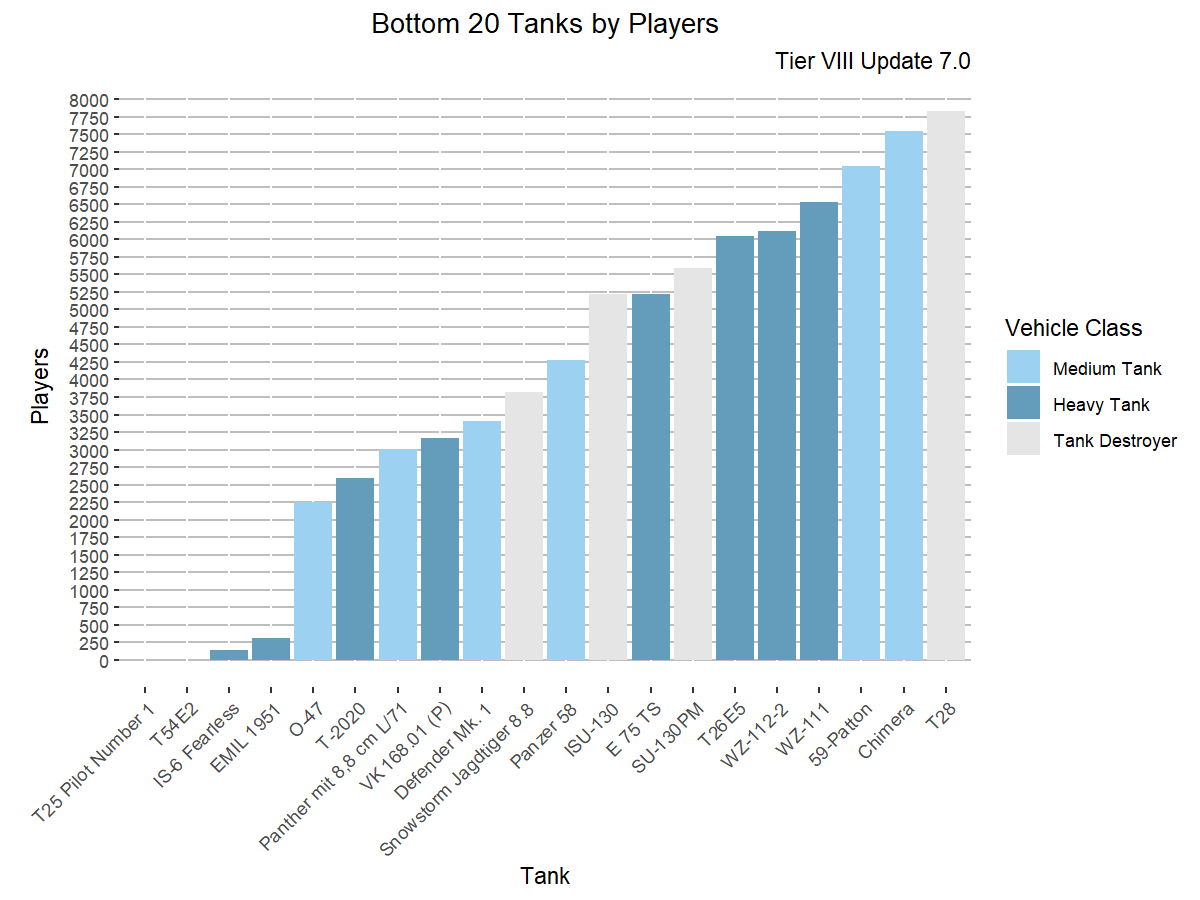 Bottom 20 Tanks by Players
Tier VIII Update 7.0
8000
7750
7500
7250
7000
6750
6500
6250
6000
5750
5500
5250
5000
4750
4500
4250
4000
3750
3500
3250
3000
2750
2500
2250
2000
1750
1500
1250
1000
750
500
250
0
Players
Vehicle Class
Medium Tank
Heavy Tank
Tank Destroyer
T25 Pilot Number 1
T54E2
IS-6 Fearless
EMIL 1951
O-47
T-2020
Panther mit 8,8 cm L/71
VK 168.01 (P)
Defender Mk. 1
Snowstorm Jagdtiger 8.8
Panzer 58
ISU-130
E 75 TS
SU-130PM
T26E5
WZ-112-2
WZ-111
59-Patton
Chimera
T28
Tank